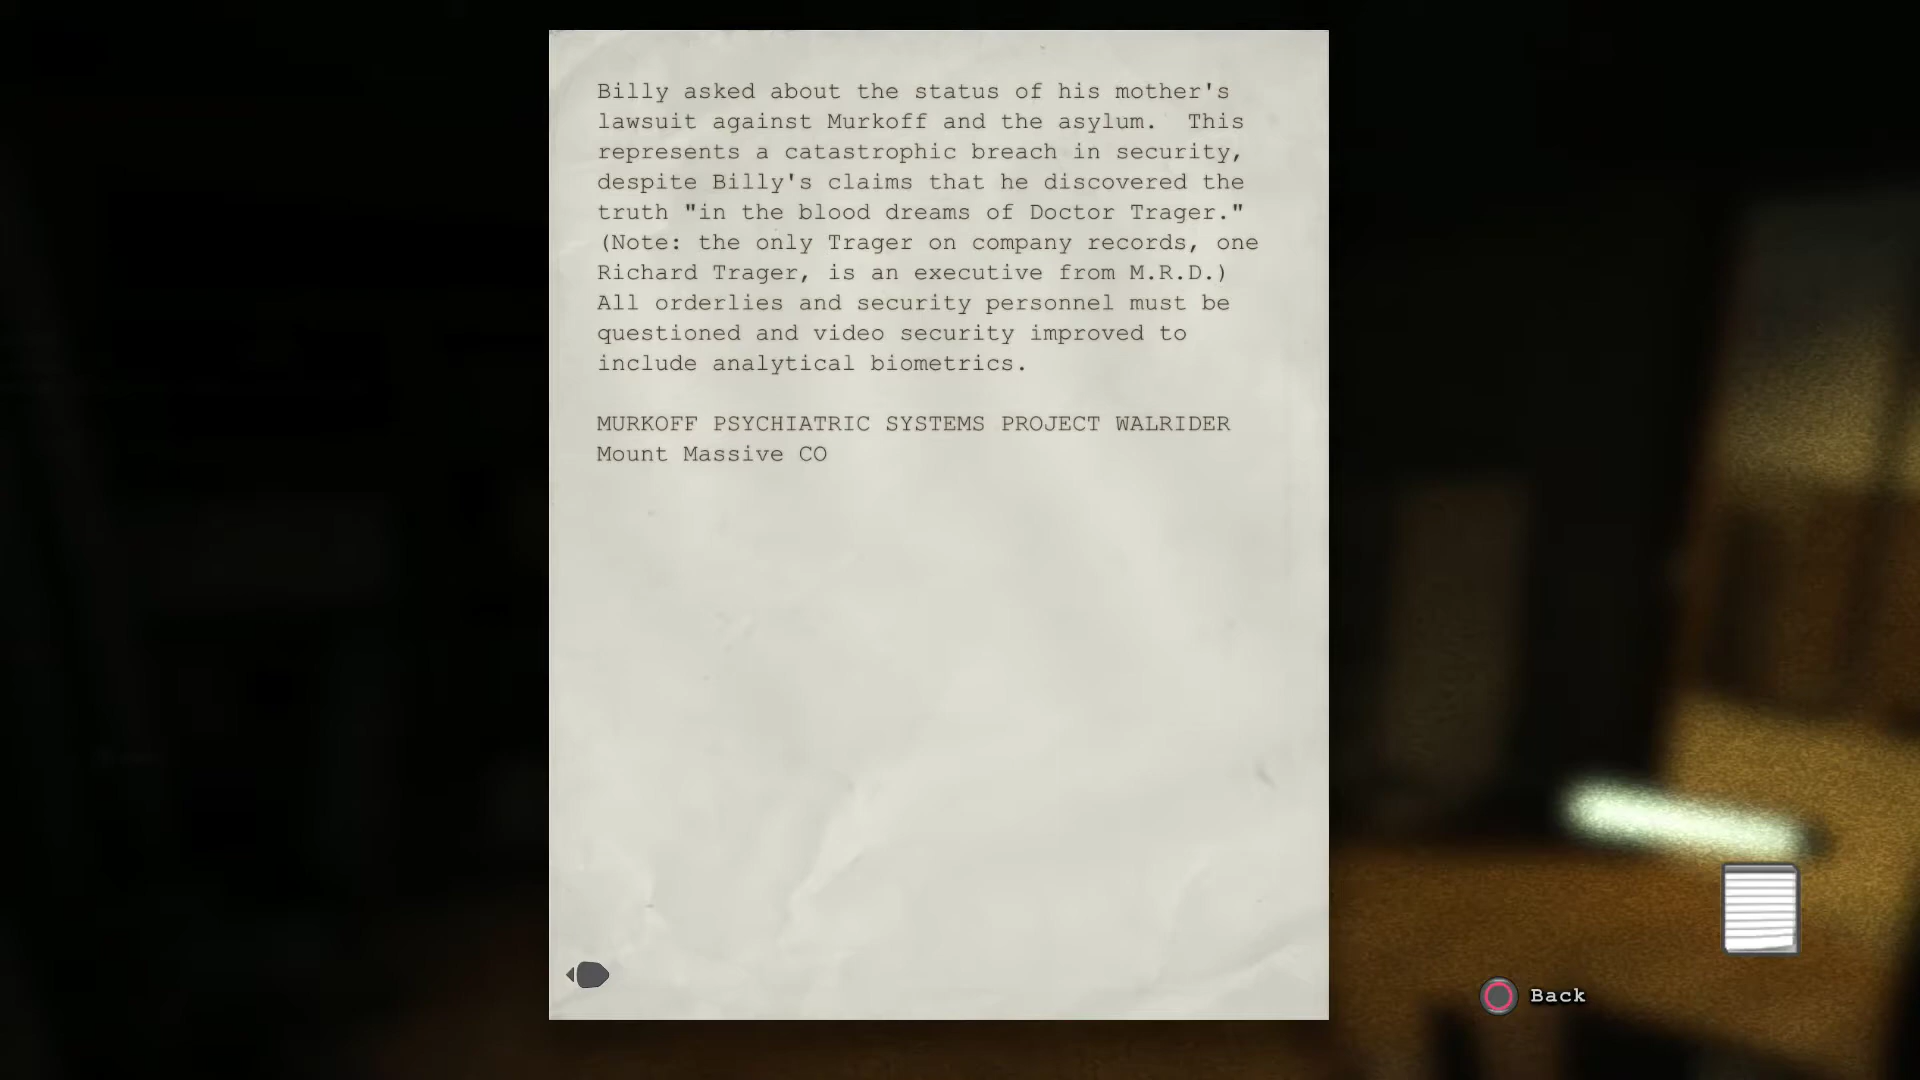 Billy asked about the status of his mother's
lawsuit against Murkoff and the asylum.  This
represents a catastrophic breach in security,
despite Billy's claims that he discovered the
truth "in the blood dreams of Doctor Trager."
(Note: the only Trager on company records, one
Richard Trager, is an executive from M.R.D.)
All orderlies and security personnel must be
questioned and video security improved to
include analytical biometrics.

MURKOFF PSYCHIATRIC SYSTEMS PROJECT WALRIDER
Mount Massive CO
Back